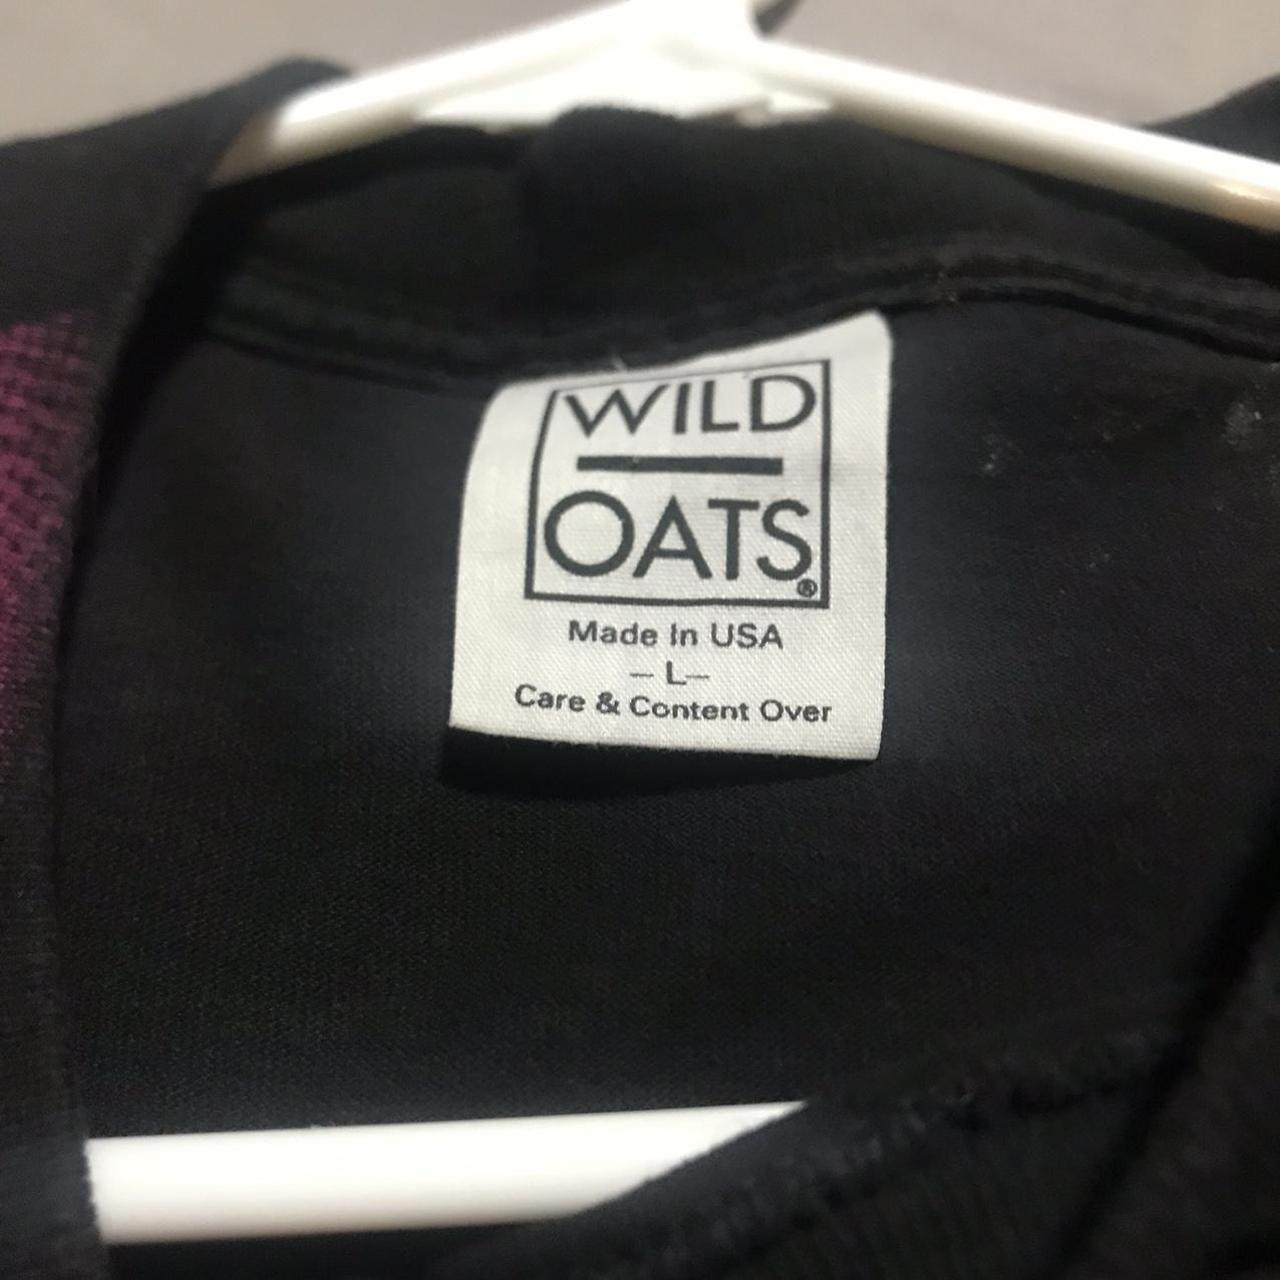 WILD
OATS®
Made In USA
– L –
Care & Content Over